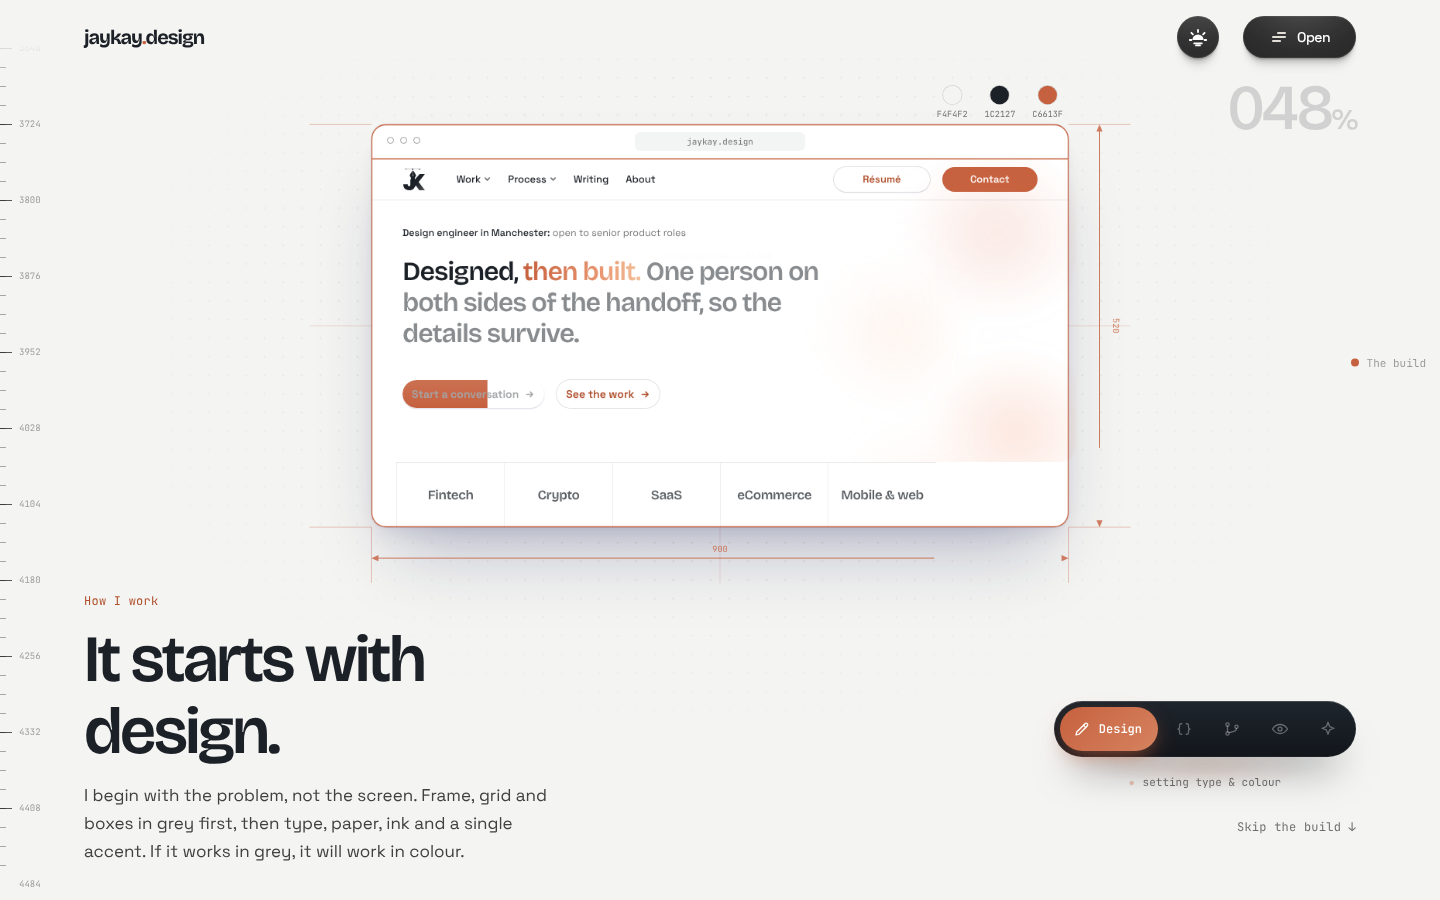 jaykay.design
Open
048%
F4F4F2 1C2127 C6613F
jaykay.design
JK
Work Process Writing About
Résumé Contact
Design engineer in Manchester: open to senior product roles
Designed, then built. One person on
both sides of the handoff, so the
details survive.
Start a conversation → See the work →
Fintech Crypto SaaS eCommerce Mobile & web
900
520
The build
3724
3800
3876
3952
4028
4104
4180
4256
4332
4408
4484
How I work
It starts with
design.
I begin with the problem, not the screen. Frame, grid and
boxes in grey first, then type, paper, ink and a single
accent. If it works in grey, it will work in colour.
Design {}
setting type & colour
Skip the build ↓